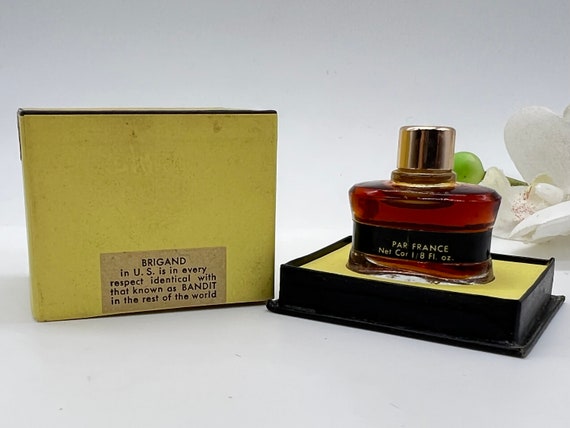 BRIGAND
in U. S. is in every
respect identical with
that known as BANDIT
in the rest of the world
PAR FRANCE
Net Cor 1/8 Fl. oz.